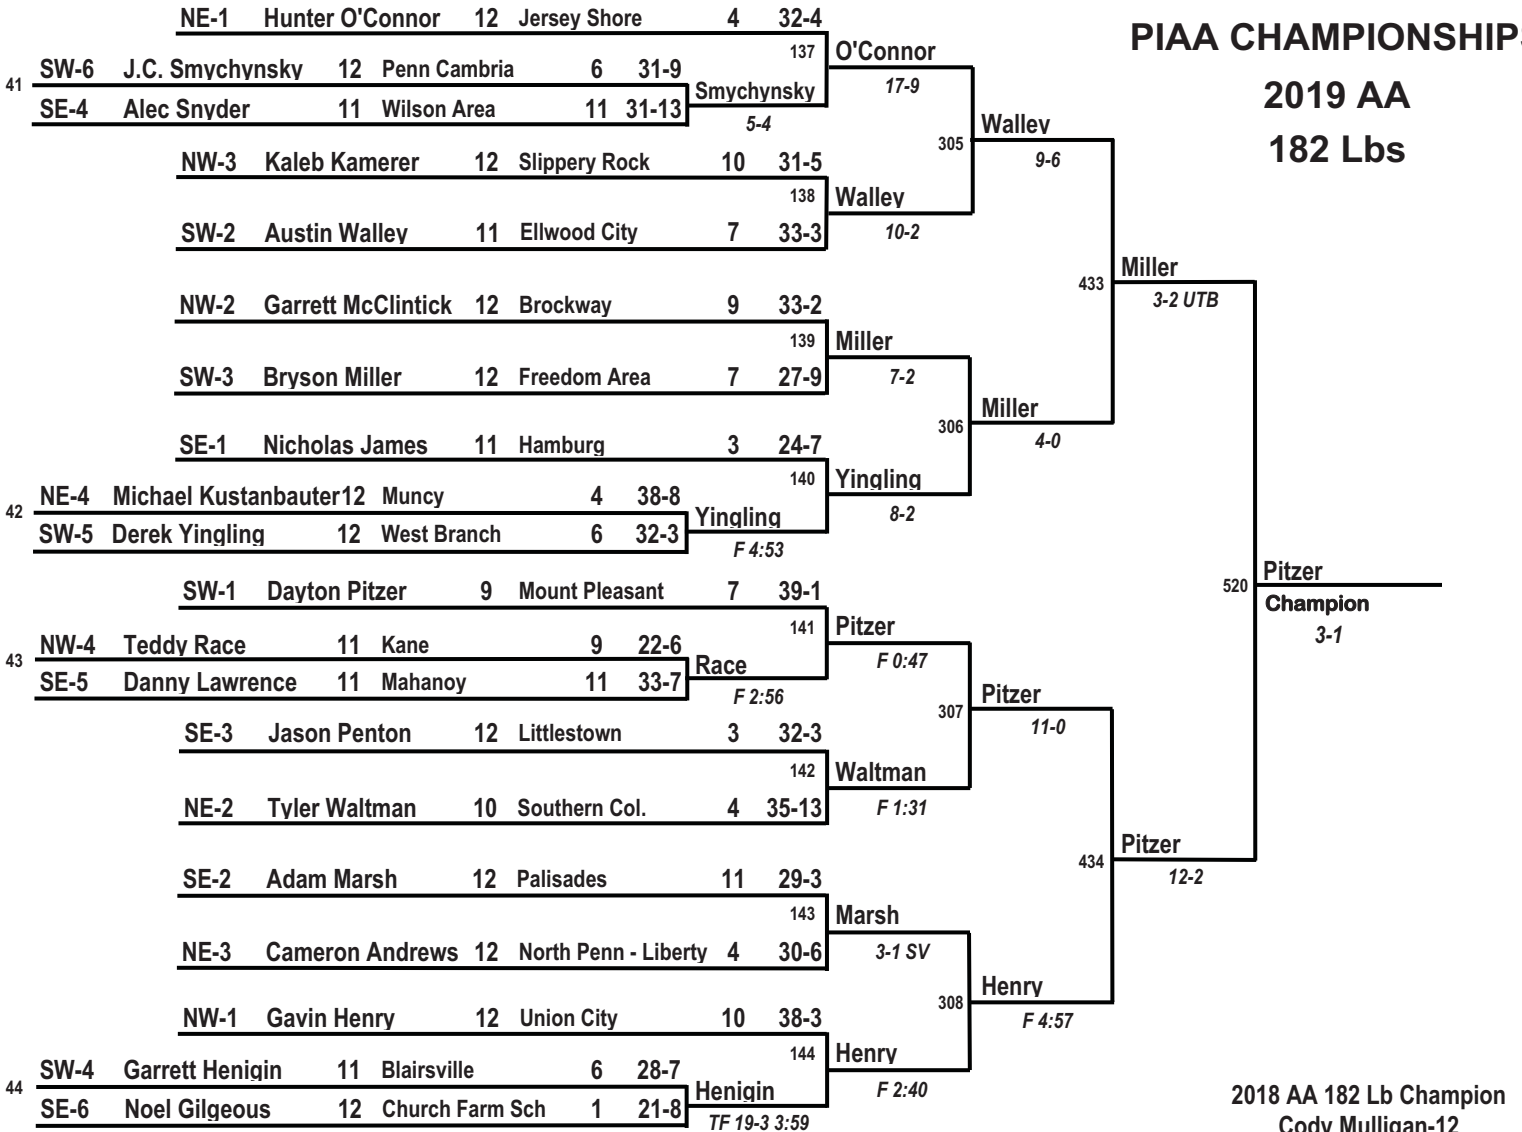 NE-1 Hunter O'Connor 12 Jersey Shore 4 32-4
PIAA CHAMPIONSHIPS
137 O'Connor
41 SW-6 J.C. Smychynsky 12 Penn Cambria 6 31-9
17-9
Smychynsky
2019 AA
SE-4 Alec Snyder 11 Wilson Area 11 31-13
5-4
Walley
305
182 Lbs
NW-3 Kaleb Kamerer 12 Slippery Rock 10 31-5
9-6
138 Walley
SW-2 Austin Walley 11 Ellwood City 7 33-3
10-2
Miller
433
3-2 UTB
NW-2 Garrett McClintick 12 Brockway 9 33-2
139 Miller
SW-3 Bryson Miller 12 Freedom Area 7 27-9
7-2
Miller
306
4-0
SE-1 Nicholas James 11 Hamburg 3 24-7
140 Yingling
NE-4 Michael Kustanbauter 12 Muncy 4 38-8
42
8-2
Yingling
SW-5 Derek Yingling 12 West Branch 6 32-3
F 4:53
520 Pitzer
Champion
3-1
SW-1 Dayton Pitzer 9 Mount Pleasant 7 39-1
141 Pitzer
NW-4 Teddy Race 11 Kane 9 22-6
43
F 0:47
Race
SE-5 Danny Lawrence 11 Mahanoy 11 33-7
F 2:56
Pitzer
307
11-0
SE-3 Jason Penton 12 Littlestown 3 32-3
142 Waltman
NE-2 Tyler Waltman 10 Southern Col. 4 35-13
F 1:31
Pitzer
434
12-2
SE-2 Adam Marsh 12 Palisades 11 29-3
143 Marsh
NE-3 Cameron Andrews 12 North Penn - Liberty 4 30-6
3-1 SV
Henry
308
F 4:57
NW-1 Gavin Henry 12 Union City 10 38-3
144 Henry
SW-4 Garrett Henigin 11 Blairsville 6 28-7
44
F 2:40
Henigin
SE-6 Noel Gilgeous 12 Church Farm Sch 1 21-8
TF 19-3 3:59
2018 AA 182 Lb Champion
Cody Mulligan-12